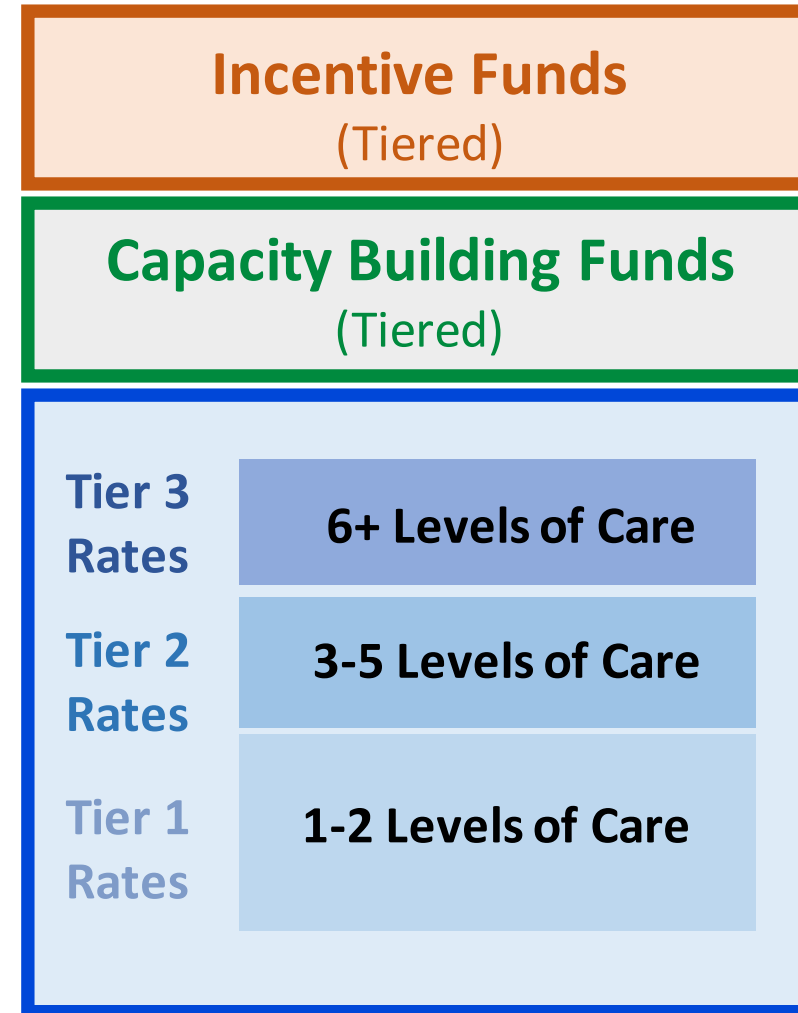 Incentive Funds
(Tiered)
Capacity Building Funds
(Tiered)
Tier 3
Rates
6+ Levels of Care
Tier 2
Rates
3-5 Levels of Care
Tier 1
Rates
1-2 Levels of Care